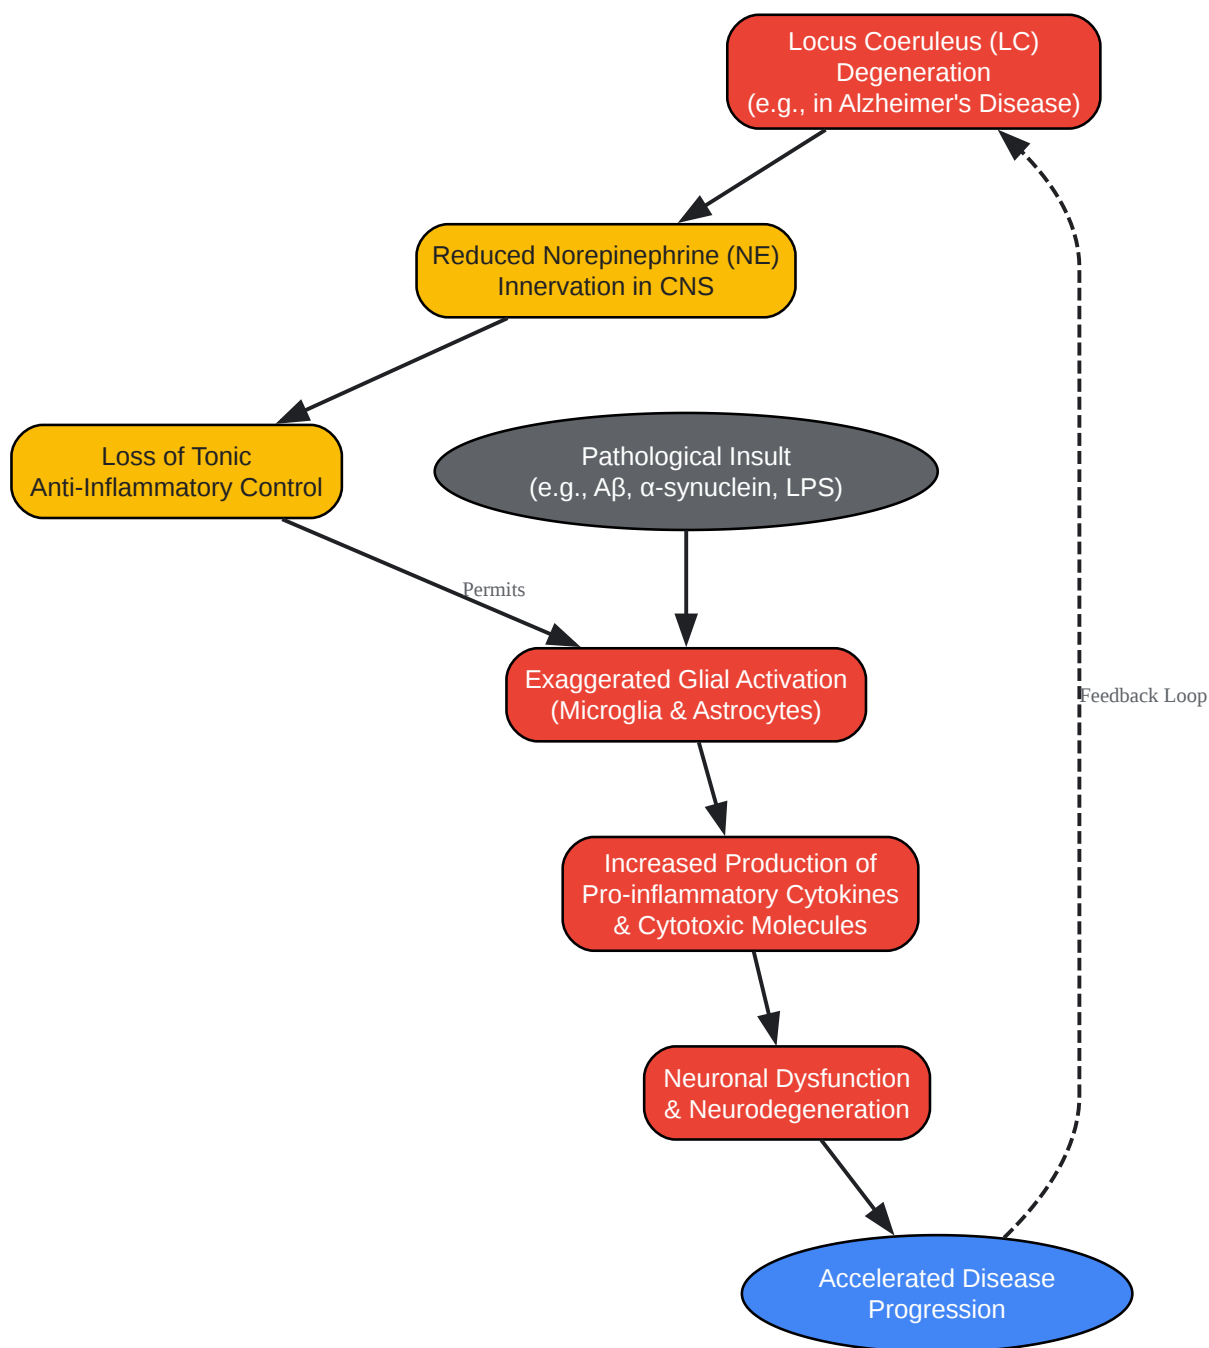 Locus Coeruleus (LC)
Degeneration
(e.g., in Alzheimer's Disease)
Reduced Norepinephrine (NE)
Innervation in CNS
Loss of Tonic
Anti-Inflammatory Control
Pathological Insult
(e.g., Aβ, α-synuclein, LPS)
Permits
Exaggerated Glial Activation
(Microglia & Astrocytes)
Feedback Loop
Increased Production of
Pro-inflammatory Cytokines
& Cytotoxic Molecules
Neuronal Dysfunction
& Neurodegeneration
Accelerated Disease
Progression